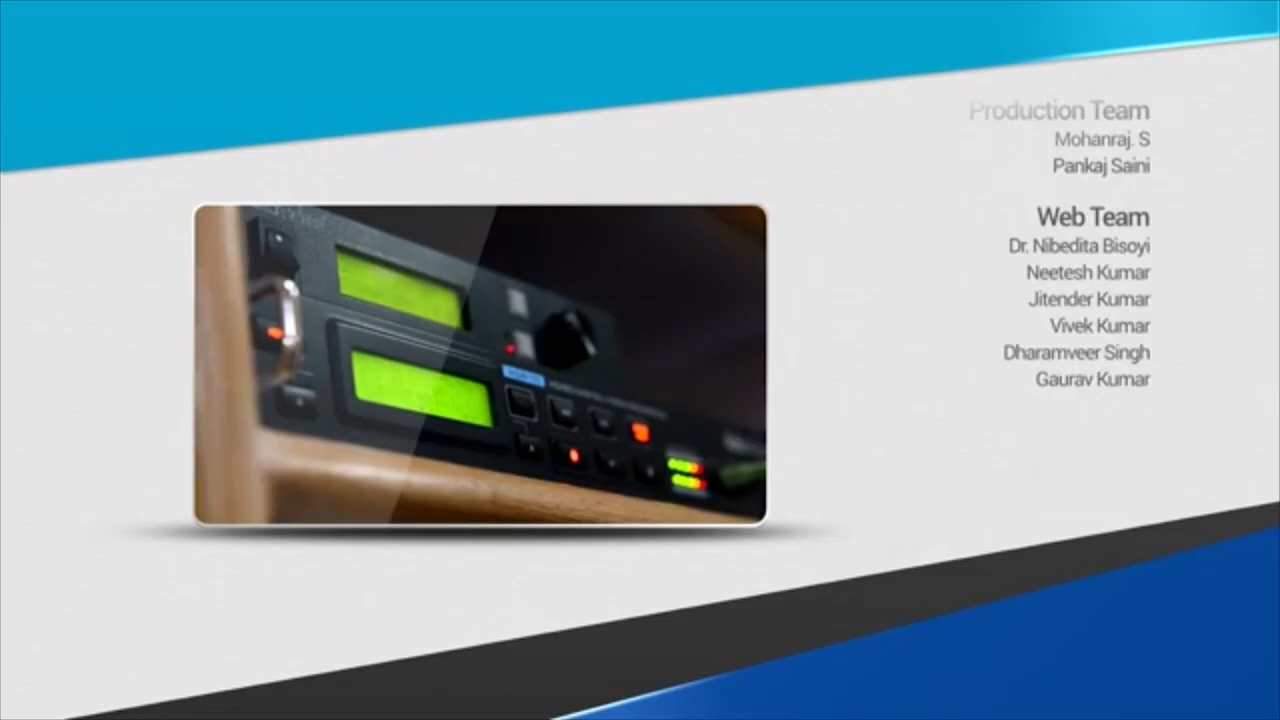 Production Team
Mohanraj. S
Pankaj Saini
Web Team
Dr. Nibedita Bisoyi
Neetesh Kumar
Jitender Kumar
Vivek Kumar
Dharamveer Singh
Gaurav Kumar